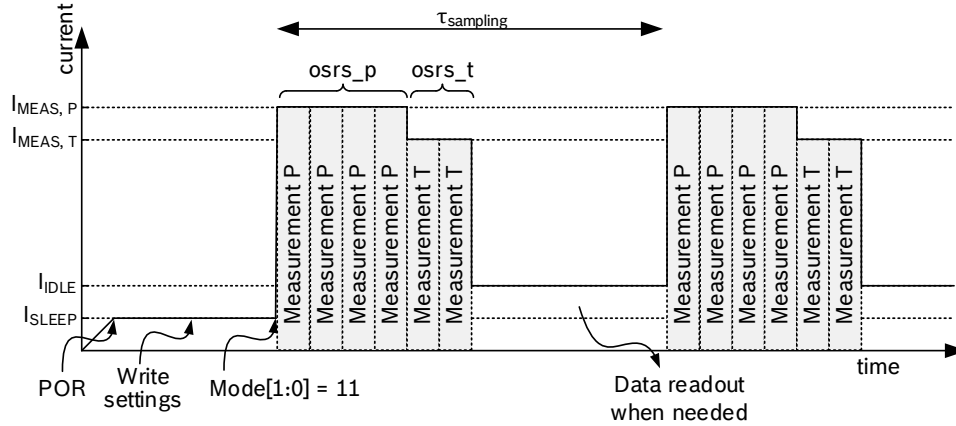 τsampling
current
osrs_p
osrs_t
IMEAS, P
IMEAS, T
Measurement P
Measurement P
Measurement P
Measurement P
Measurement T
Measurement T
Measurement P
Measurement P
Measurement P
Measurement P
Measurement T
Measurement T
IIDLE
ISLEEP
time
POR
Write
settings
Mode[1:0] = 11
Data readout
when needed